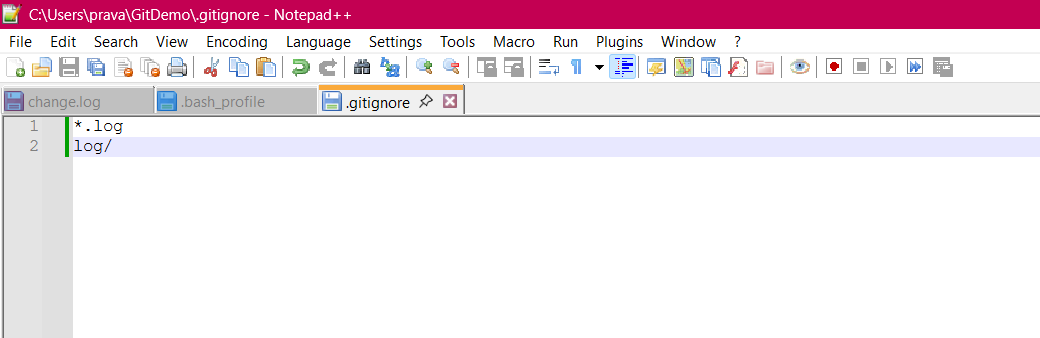 C:\Users\prava\GitDemo\.gitignore - Notepad++
File Edit Search View Encoding Language Settings Tools Macro Run Plugins Window ?
change.log .bash_profile .gitignore
1 *.log
2 log/